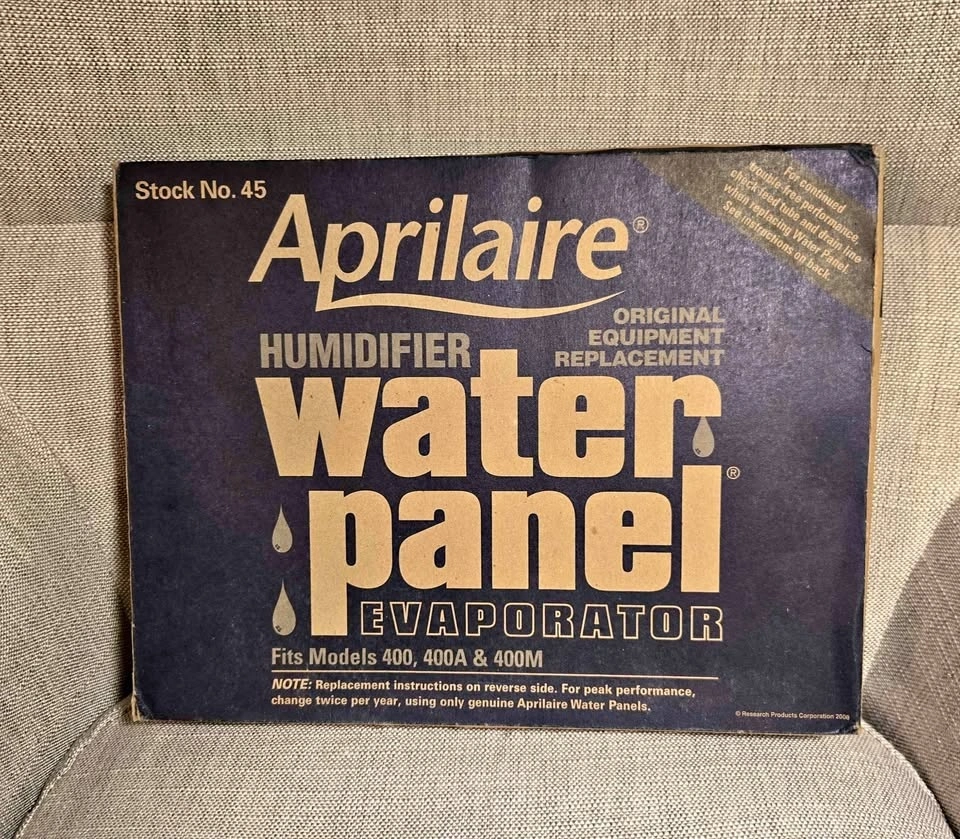 Stock No. 45
Aprilaire®
For continued
trouble-free performance,
check feed tube and drain line
when replacing Water Panel.
See instructions on back.
ORIGINAL
EQUIPMENT
REPLACEMENT
HUMIDIFIER
water
panel®
EVAPORATOR
Fits Models 400, 400A & 400M
NOTE: Replacement instructions on reverse side. For peak performance,
change twice per year, using only genuine Aprilaire Water Panels.
© Research Products Corporation 2008